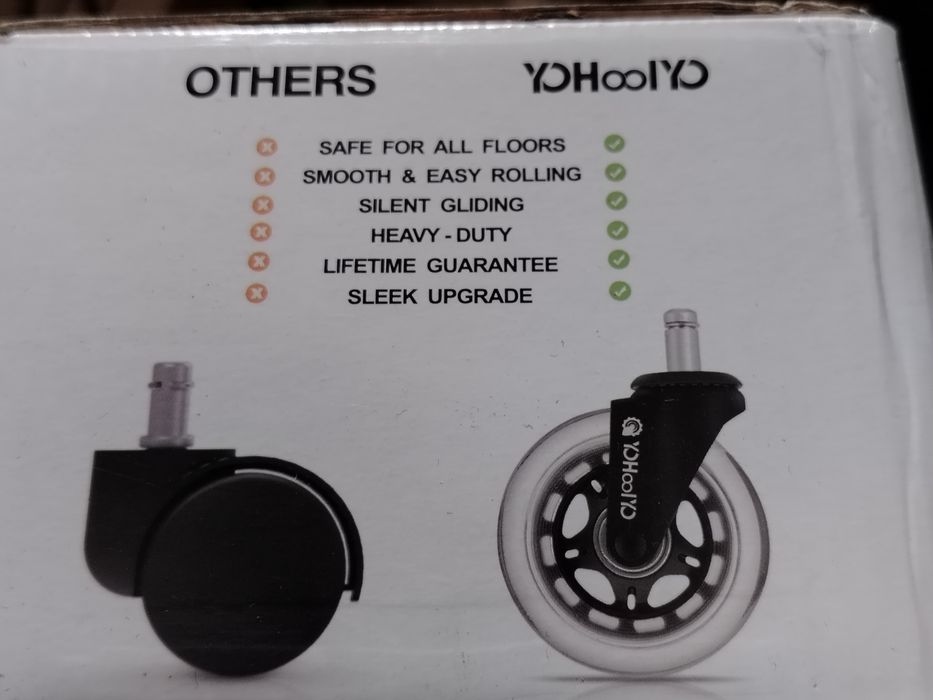 OTHERS YOHOOLYO
SAFE FOR ALL FLOORS
SMOOTH & EASY ROLLING
SILENT GLIDING
HEAVY-DUTY
LIFETIME GUARANTEE
SLEEK UPGRADE
YOHOOLYO